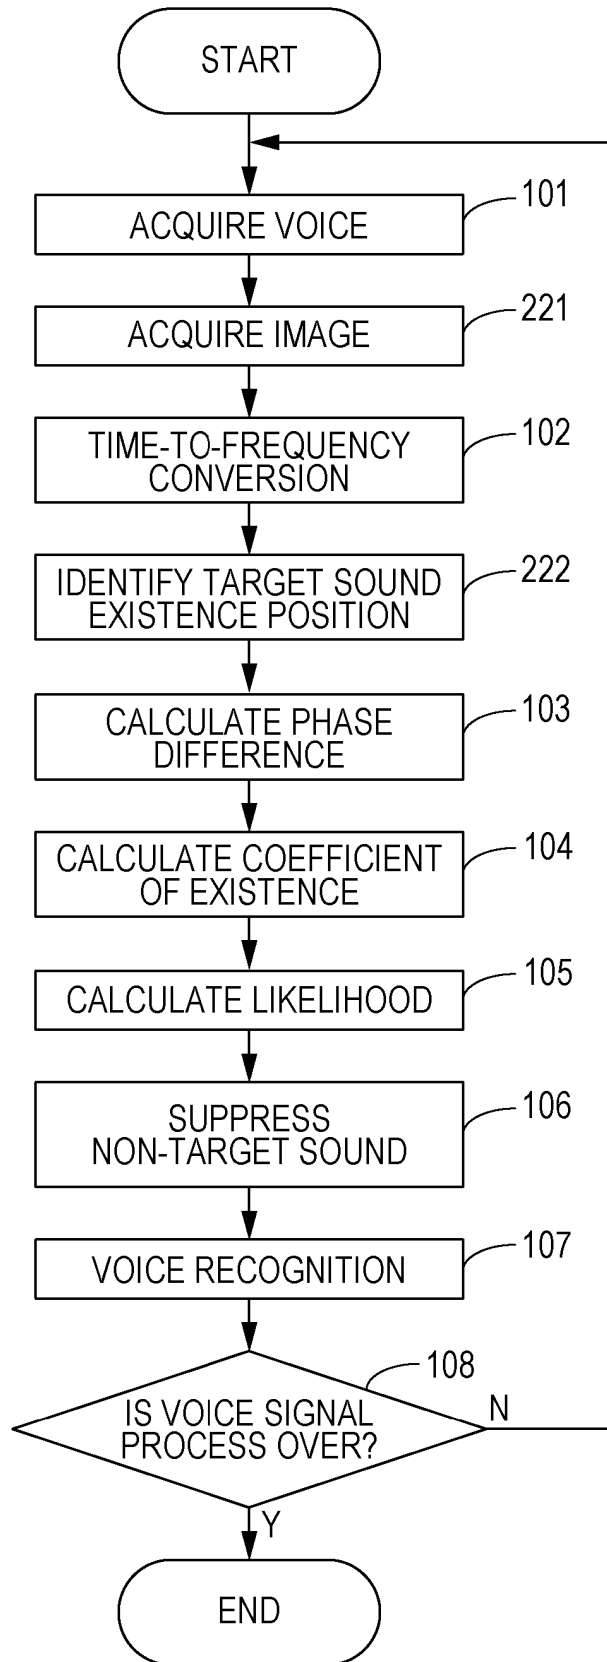 START
ACQUIRE VOICE
101
ACQUIRE IMAGE
221
TIME-TO-FREQUENCY
CONVERSION
102
IDENTIFY TARGET SOUND
EXISTENCE POSITION
222
CALCULATE PHASE
DIFFERENCE
103
CALCULATE COEFFICIENT
OF EXISTENCE
104
CALCULATE LIKELIHOOD
105
SUPPRESS
NON-TARGET SOUND
106
VOICE RECOGNITION
107
108
IS VOICE SIGNAL
PROCESS OVER?
N
Y
END